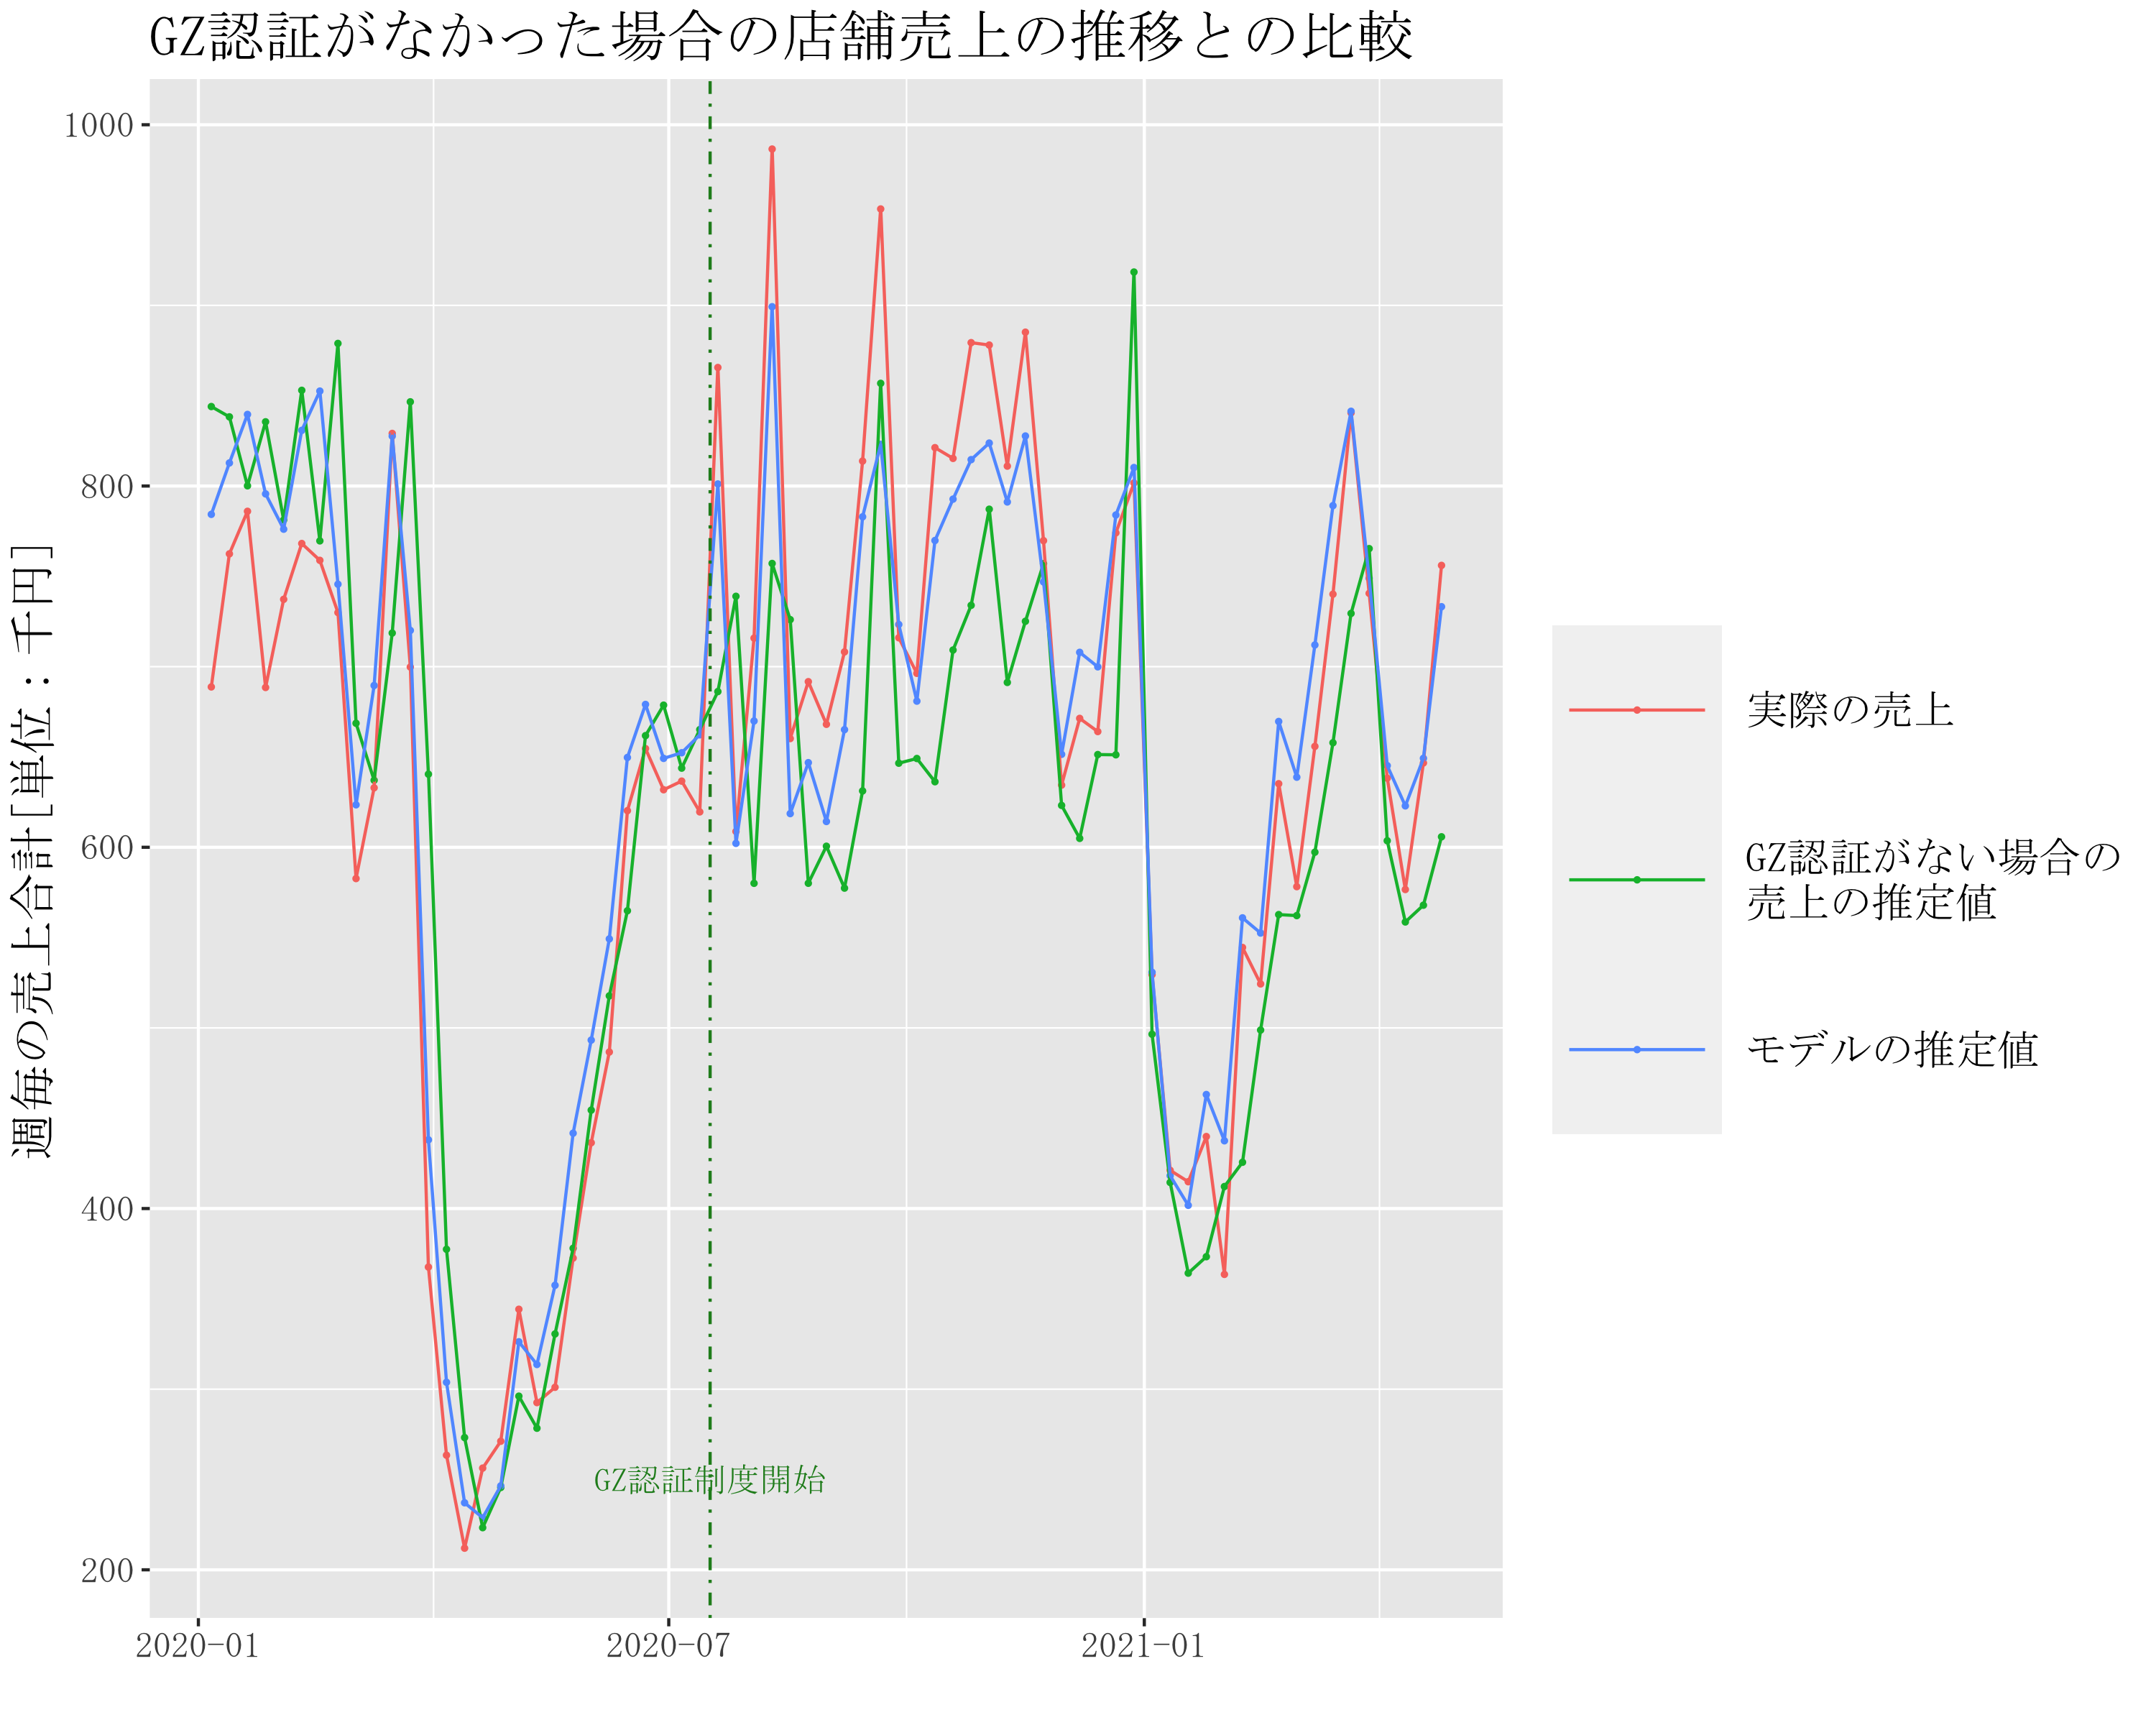 GZ認証がなかった場合の店舗売上の推移との比較
週毎の売上合計[単位：千円]
1000
800
600
400
200
GZ認証制度開始
2020-01
2020-07
2021-01
実際の売上
GZ認証がない場合の
売上の推定値
モデルの推定値